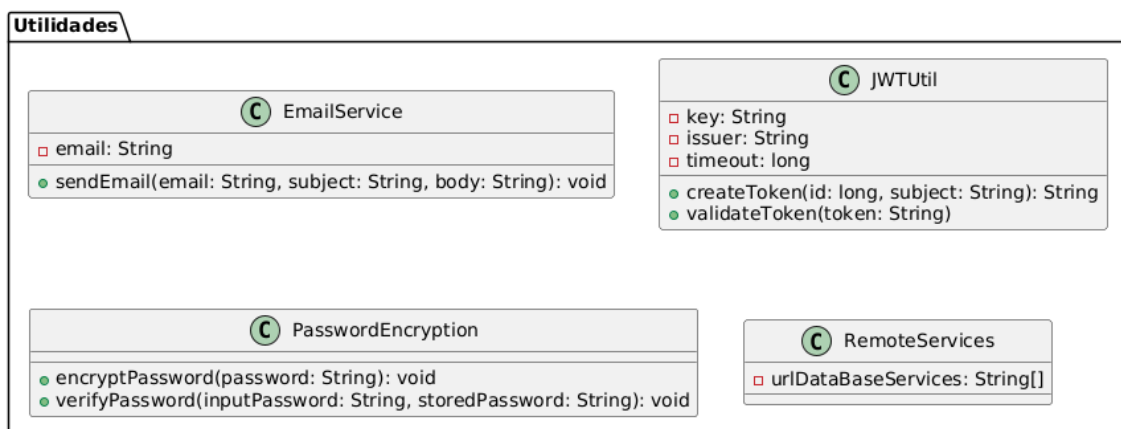 Utilidades
C EmailService
email: String
sendEmail(email: String, subject: String, body: String): void
C JWTUtil
key: String
issuer: String
timeout: long
createToken(id: long, subject: String): String
validateToken(token: String)
C PasswordEncryption
encryptPassword(password: String): void
verifyPassword(inputPassword: String, storedPassword: String): void
C RemoteServices
urlDataBaseServices: String[]